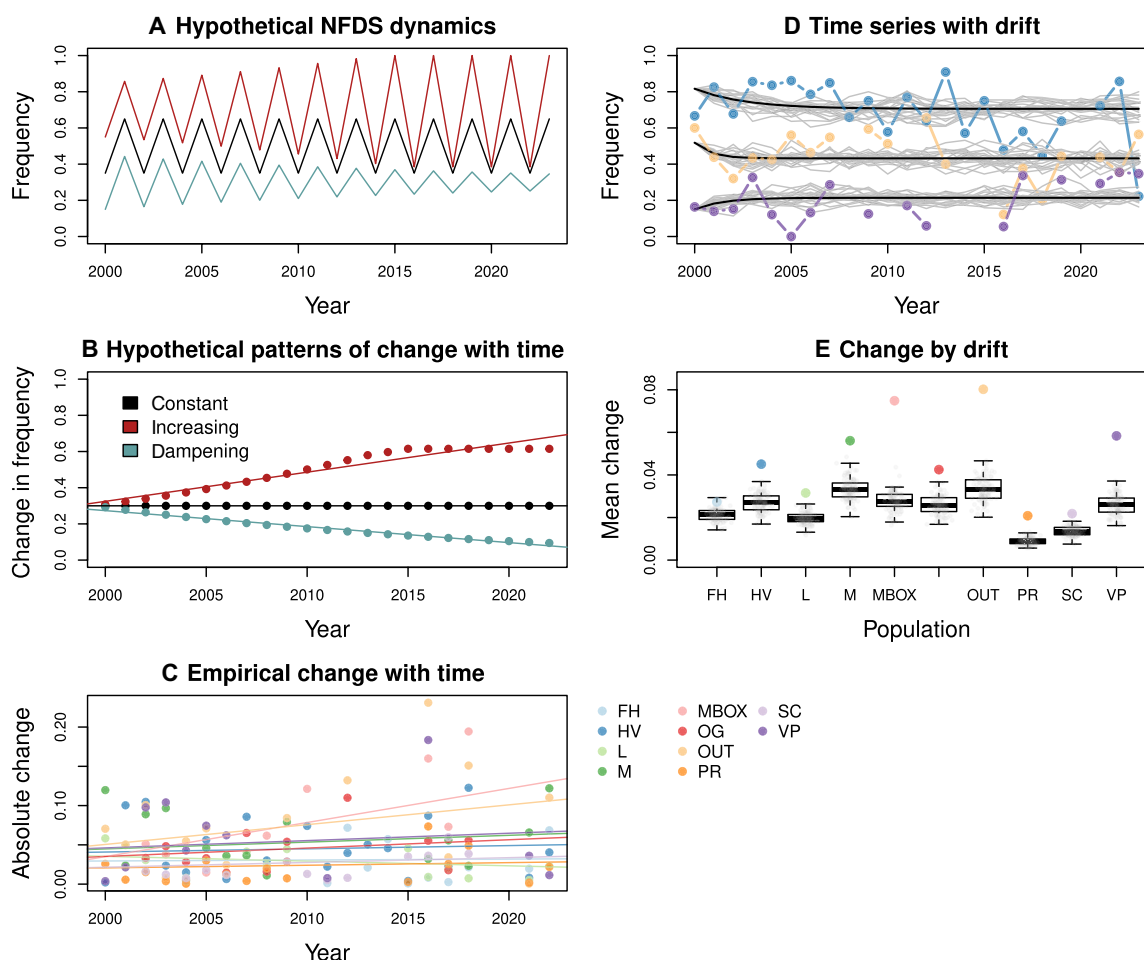 A Hypothetical NFDS dynamics
Frequency
1.0
0.8
0.6
0.4
0.2
0.0
2000 2005 2010 2015 2020
Year
B Hypothetical patterns of change with time
Change in frequency
1.0
0.8
0.6
0.4
0.2
0.0
Constant
Increasing
Dampening
2000 2005 2010 2015 2020
Year
C Empirical change with time
Absolute change
0.20
0.10
0.00
2000 2005 2010 2015 2020
Year
D Time series with drift
Frequency
1.0
0.8
0.6
0.4
0.2
0.0
2000 2005 2010 2015 2020
Year
E Change by drift
Mean change
0.08
0.04
0.00
FH HV L M MBOX OUT PR SC VP
Population
FH MBOX SC
HV OG VP
L OUT
M PR